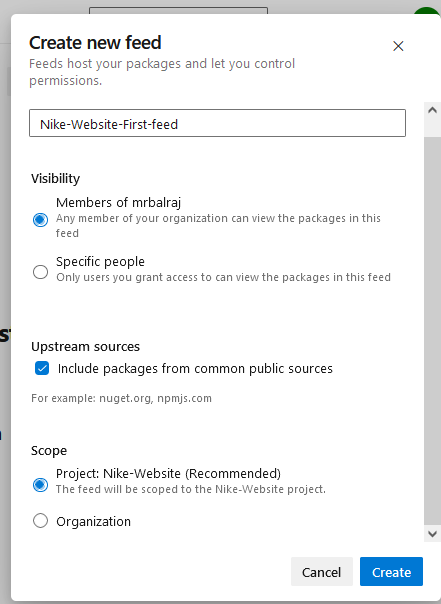 Create new feed
Feeds host your packages and let you control
permissions.
Nike-Website-First-feed
Visibility
Members of mrbalraj
Any member of your organization can view the packages in this
feed
Specific people
Only users you grant access to can view the packages in this feed
Upstream sources
Include packages from common public sources
For example: nuget.org, npmjs.com
Scope
Project: Nike-Website (Recommended)
The feed will be scoped to the Nike-Website project.
Organization
Cancel
Create